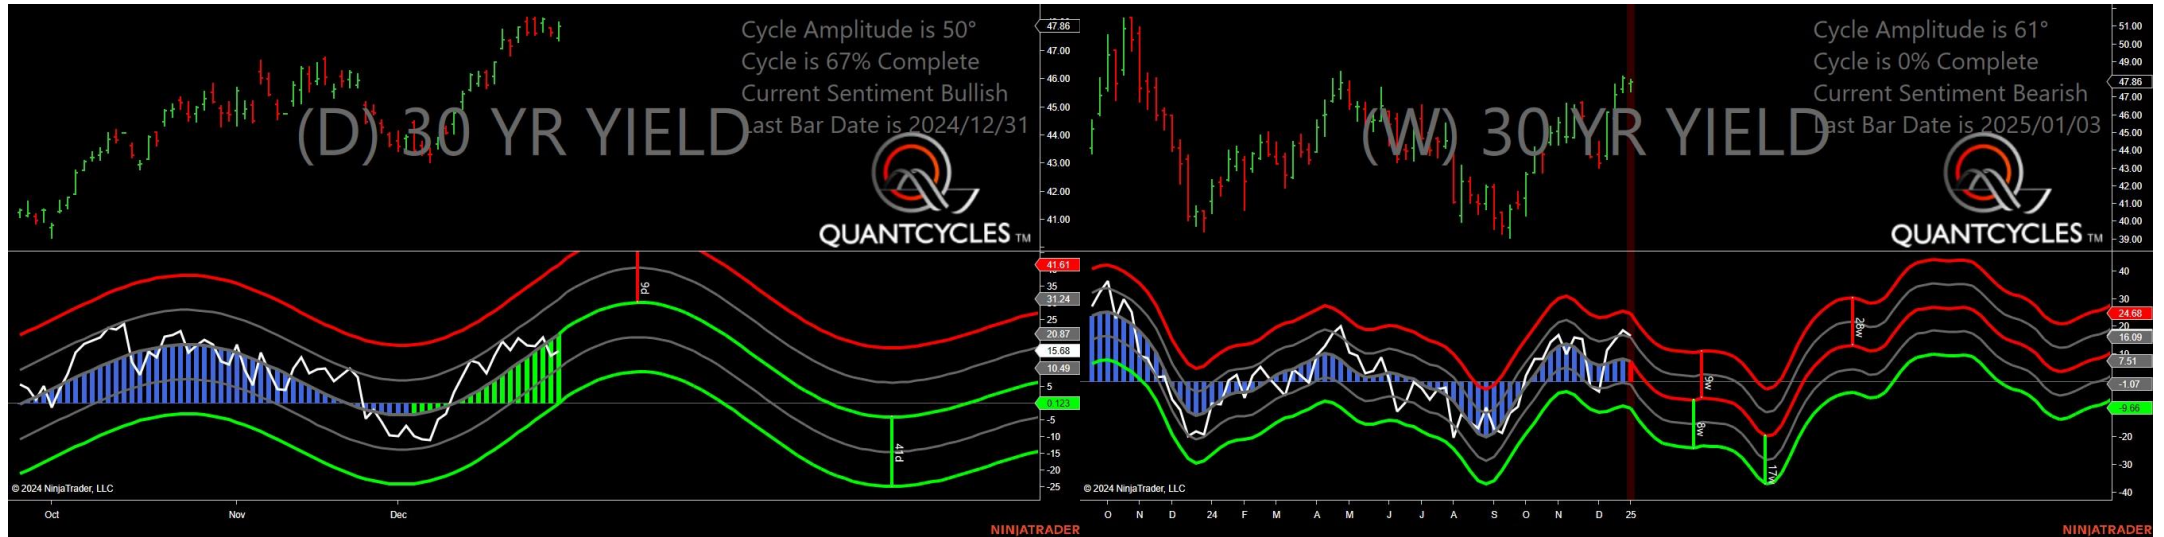 Cycle Amplitude is 50°
Cycle is 67% Complete
Current Sentiment Bullish
Last Bar Date is 2024/12/31
(D) 30 YR YIELD
QUANTCYCLES TM
47.86
47.00
46.00
45.00
44.00
43.00
42.00
41.00
41.61
35
31.24
25
20.87
15.68
10.49
5
0.123
-5
-10
-15
-20
-25
9d
41d
© 2024 NinjaTrader, LLC
Oct Nov Dec
NINJATRADER
Cycle Amplitude is 61°
Cycle is 0% Complete
Current Sentiment Bearish
Last Bar Date is 2025/01/03
(W) 30 YR YIELD
QUANTCYCLES TM
51.00
50.00
49.00
47.86
47.00
46.00
45.00
44.00
43.00
42.00
41.00
40.00
39.00
40
30
24.68
20
16.09
10
7.51
-1.07
-9.66
-20
-30
-40
9w
8w
17w
28w
© 2024 NinjaTrader, LLC
O N D 24 F M A M J J A S O N D 25
NINJATRADER